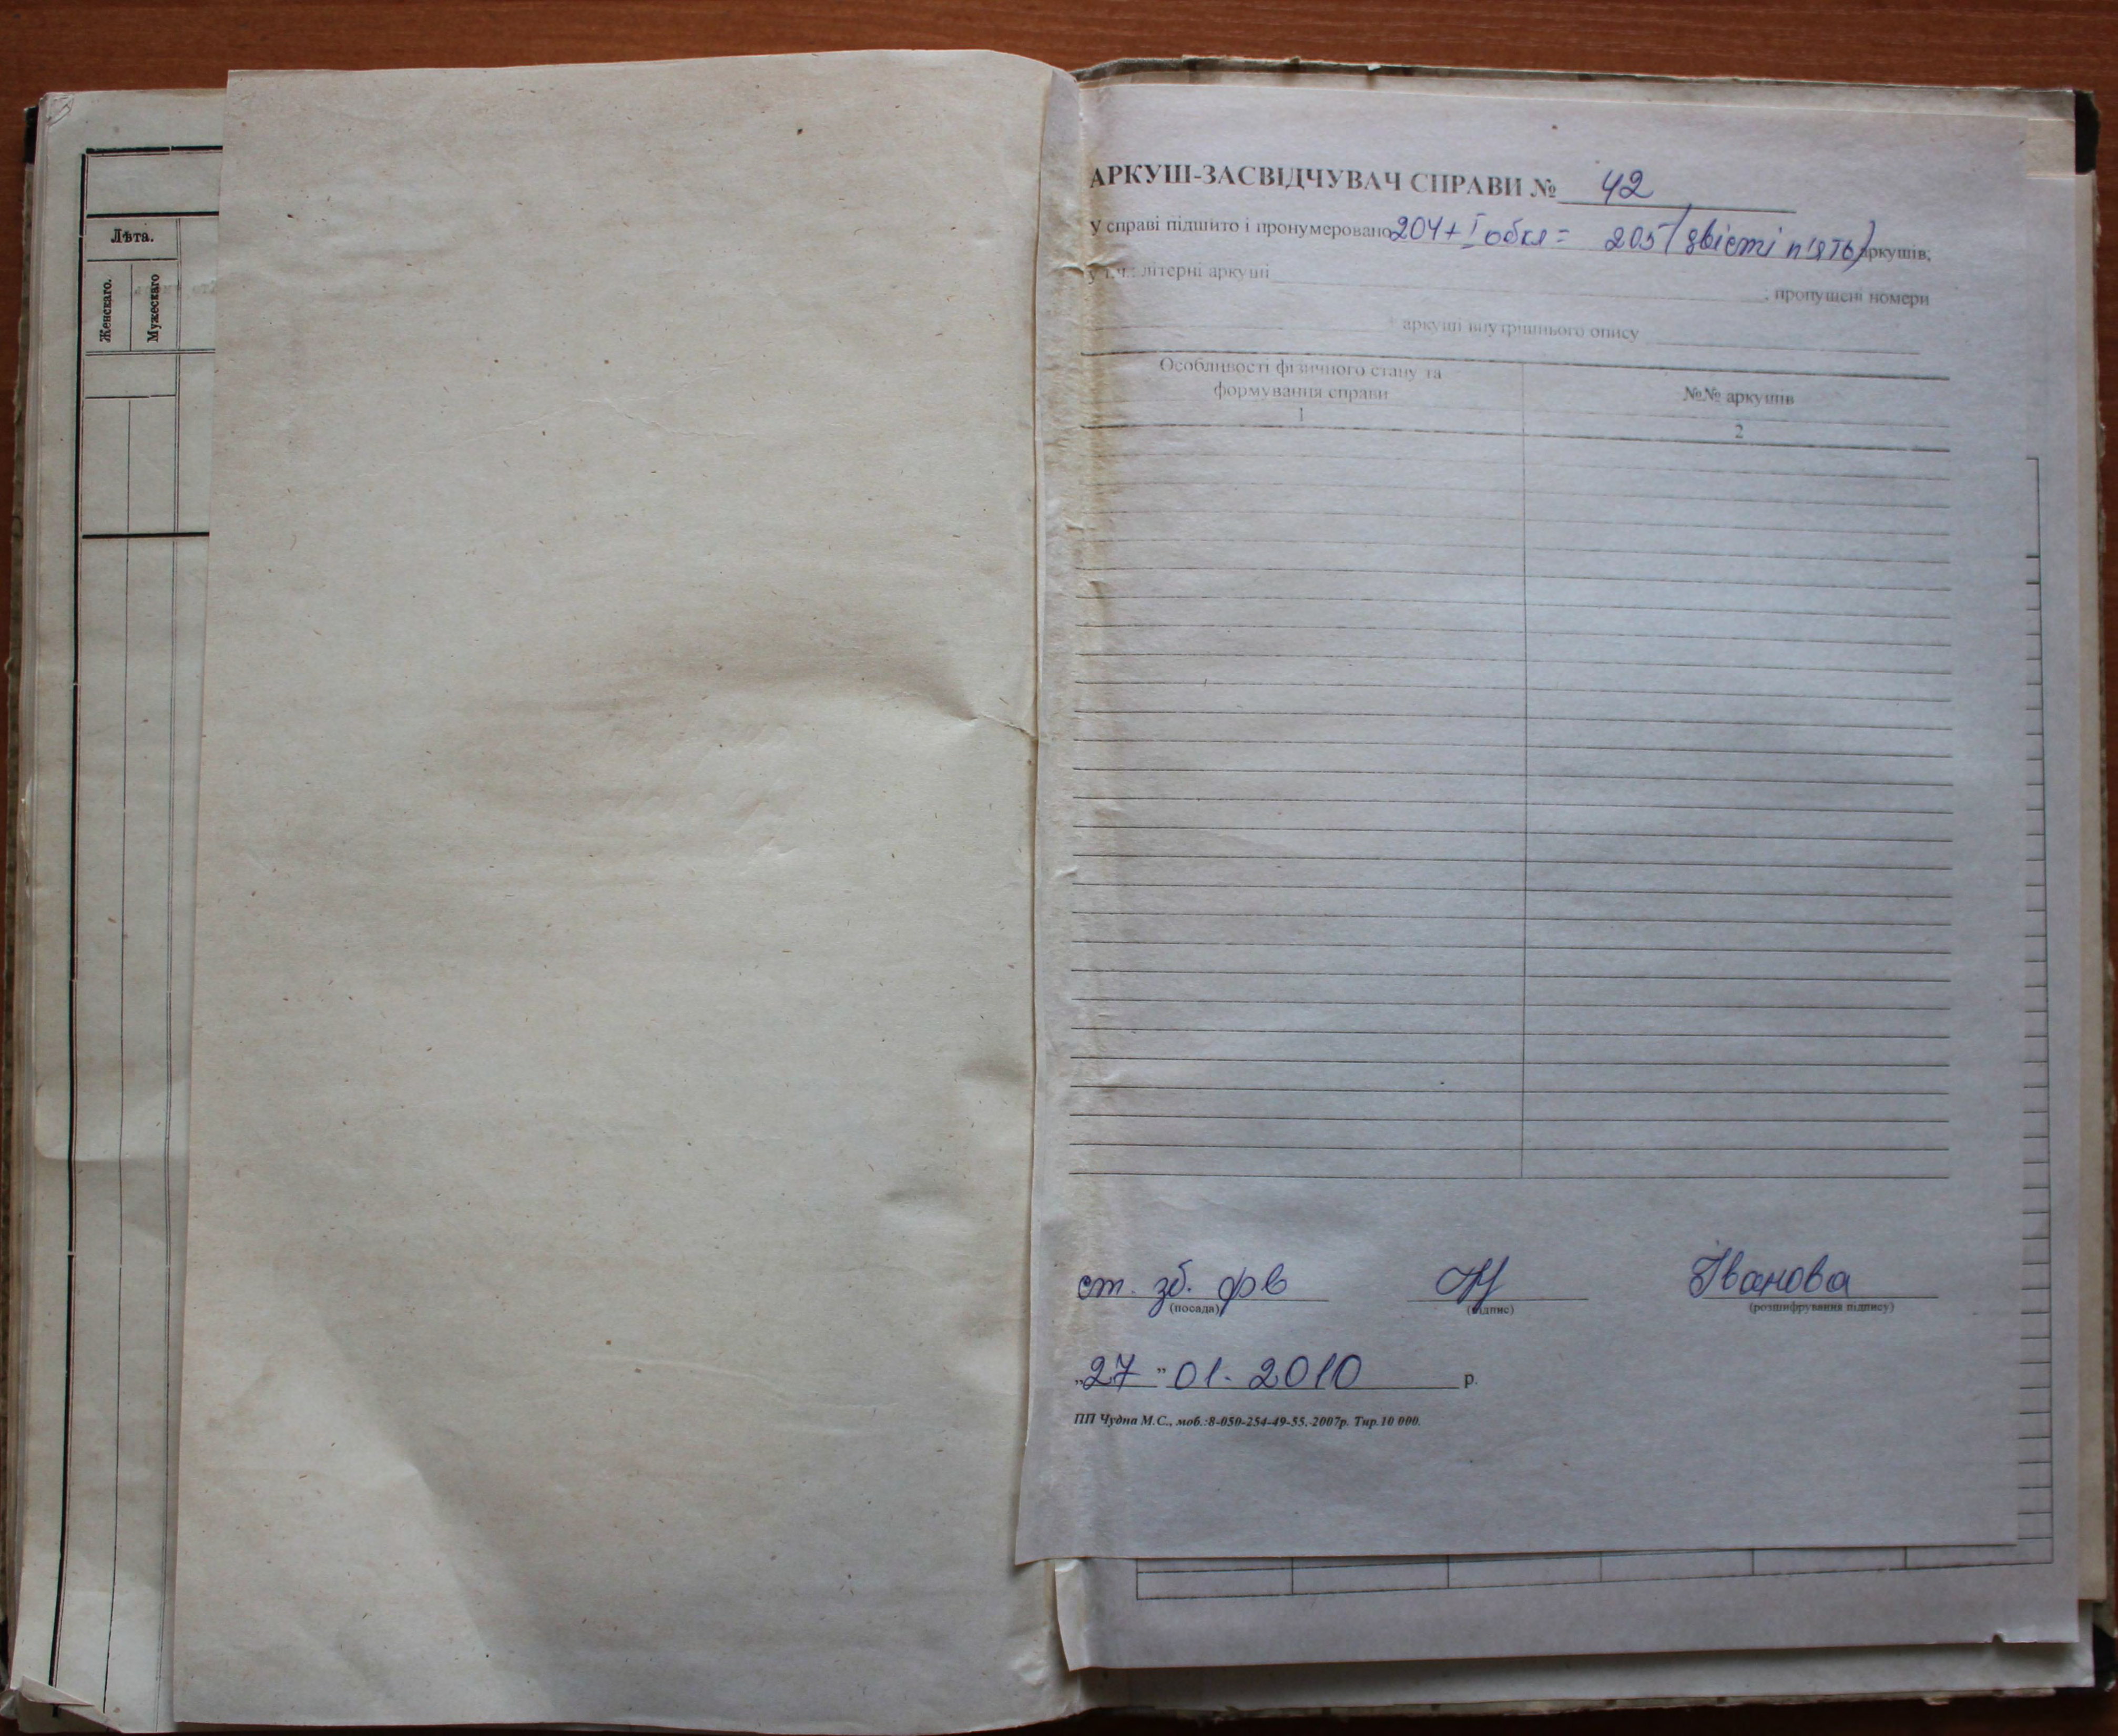 Лѣта.
Женскаго.
Мужескаго
АРКУШ-ЗАСВІДЧУВАЧ СПРАВИ № 42
У справі підшито і пронумеровано 204 + I обкл = 205 (двісті п'ять) аркушів;
у т.ч.: літерні аркуші , пропущені номери
+ аркуші внутрішнього опису
Особливості фізичного стану та формування справи
№№ аркушів
1
2
ст. зб. фв
Іванова
(посада)
(підпис)
(розшифрування підпису)
„27" 01. 2010 р.
ПП Чудна М.С., моб.:8-050-254-49-55. 2007р. Тир.10 000.